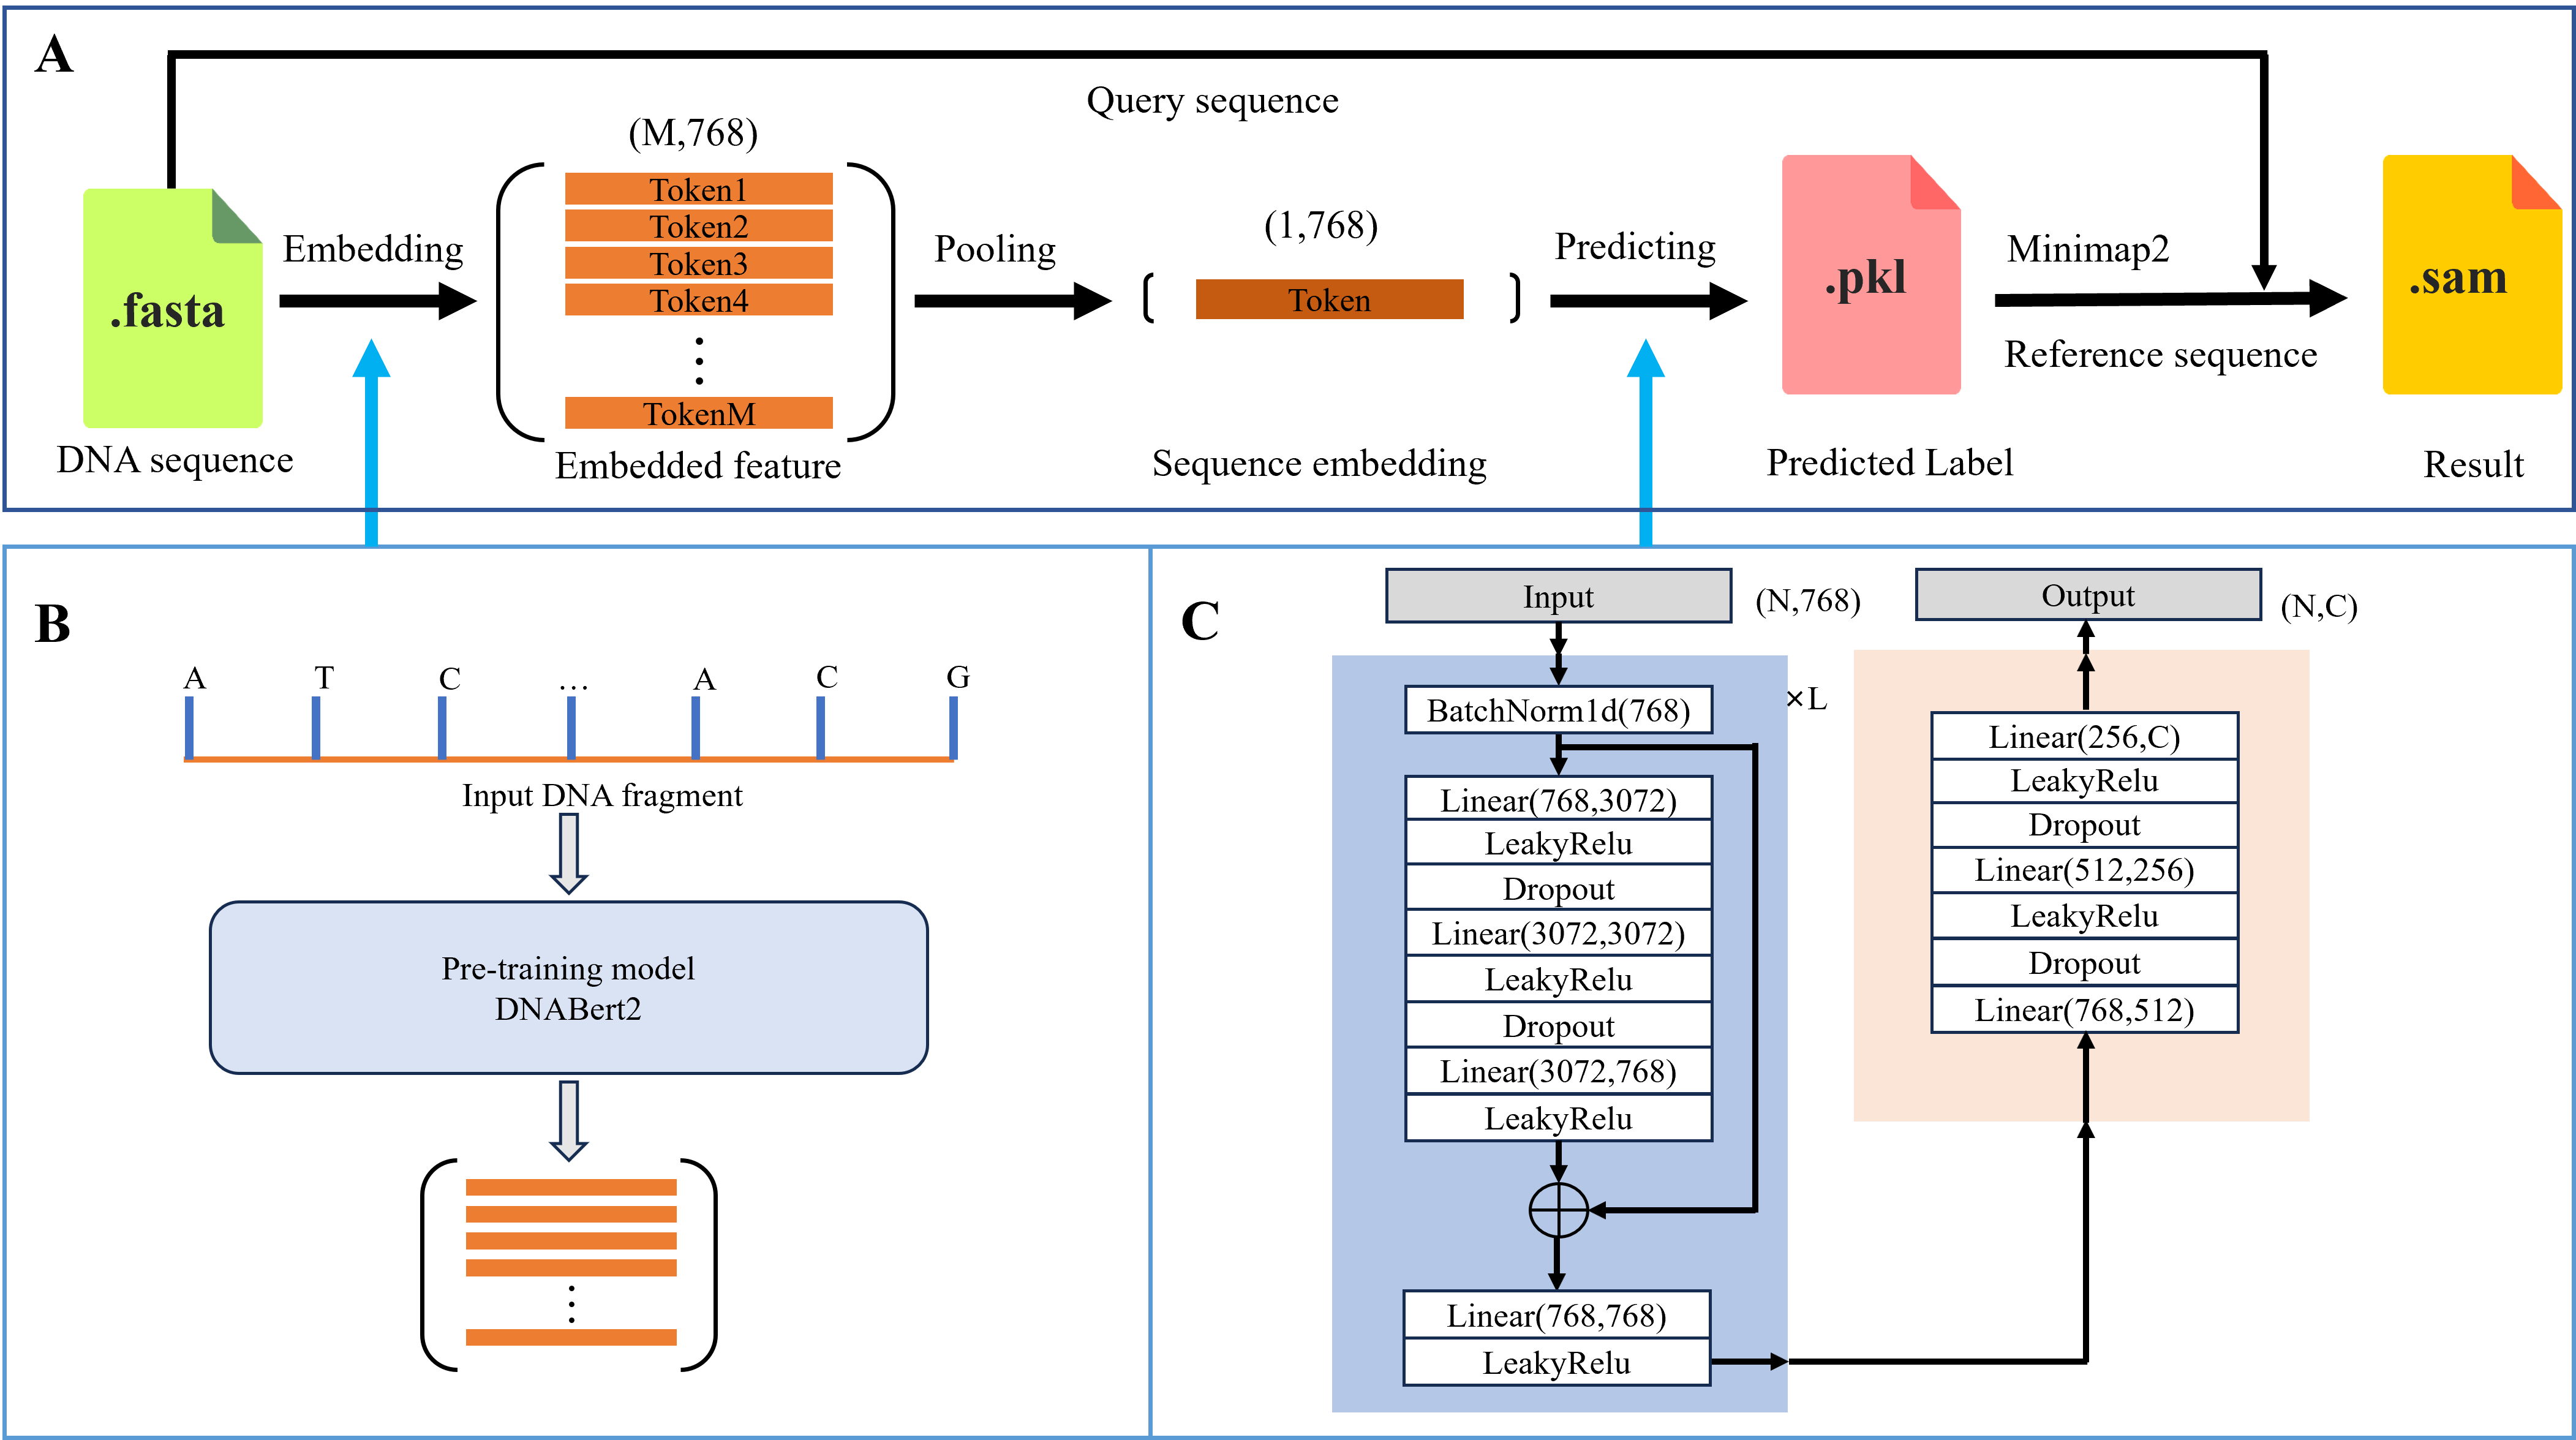 A
Query sequence
(M,768)
Token1
Token2
Token3
Token4
⋮
TokenM
Embedded feature
.fasta
DNA sequence
Embedding
Pooling
(1,768)
Token
Sequence embedding
Predicting
.pkl
Predicted Label
Minimap2
Reference sequence
.sam
Result
B
A T C … A C G
Input DNA fragment
Pre-training model
DNABert2
⋮
C
Input
(N,768)
×L
BatchNorm1d(768)
Linear(768,3072)
LeakyRelu
Dropout
Linear(3072,3072)
LeakyRelu
Dropout
Linear(3072,768)
LeakyRelu
Linear(768,768)
LeakyRelu
Output
(N,C)
Linear(256,C)
LeakyRelu
Dropout
Linear(512,256)
LeakyRelu
Dropout
Linear(768,512)